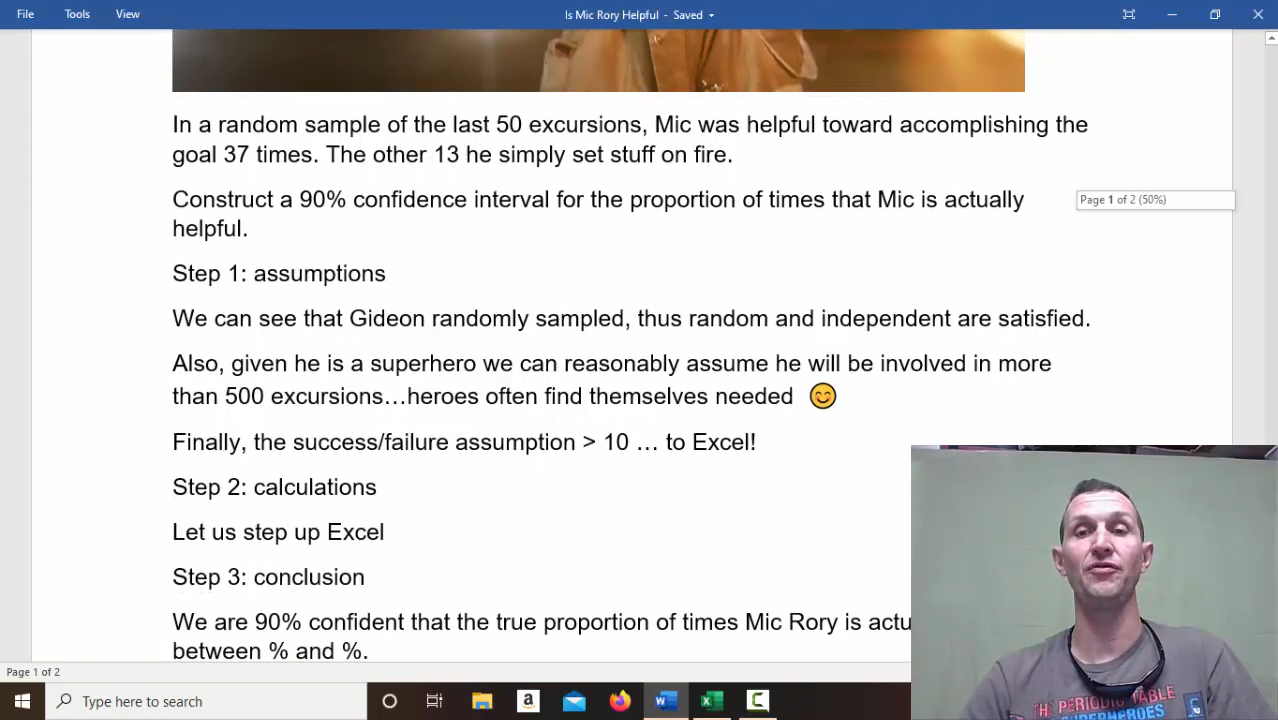 File Tools View Is Mic Rory Helpful - Saved
In a random sample of the last 50 excursions, Mic was helpful toward accomplishing the
goal 37 times. The other 13 he simply set stuff on fire.
Construct a 90% confidence interval for the proportion of times that Mic is actually
helpful.
Page 1 of 2 (50%)
Step 1: assumptions
We can see that Gideon randomly sampled, thus random and independent are satisfied.
Also, given he is a superhero we can reasonably assume he will be involved in more
than 500 excursions…heroes often find themselves needed 😊
Finally, the success/failure assumption > 10 … to Excel!
Step 2: calculations
Let us step up Excel
Step 3: conclusion
We are 90% confident that the true proportion of times Mic Rory is actu
between % and %.
THE PERIODIC TABLE
SUPERHEROES
Page 1 of 2
Type here to search